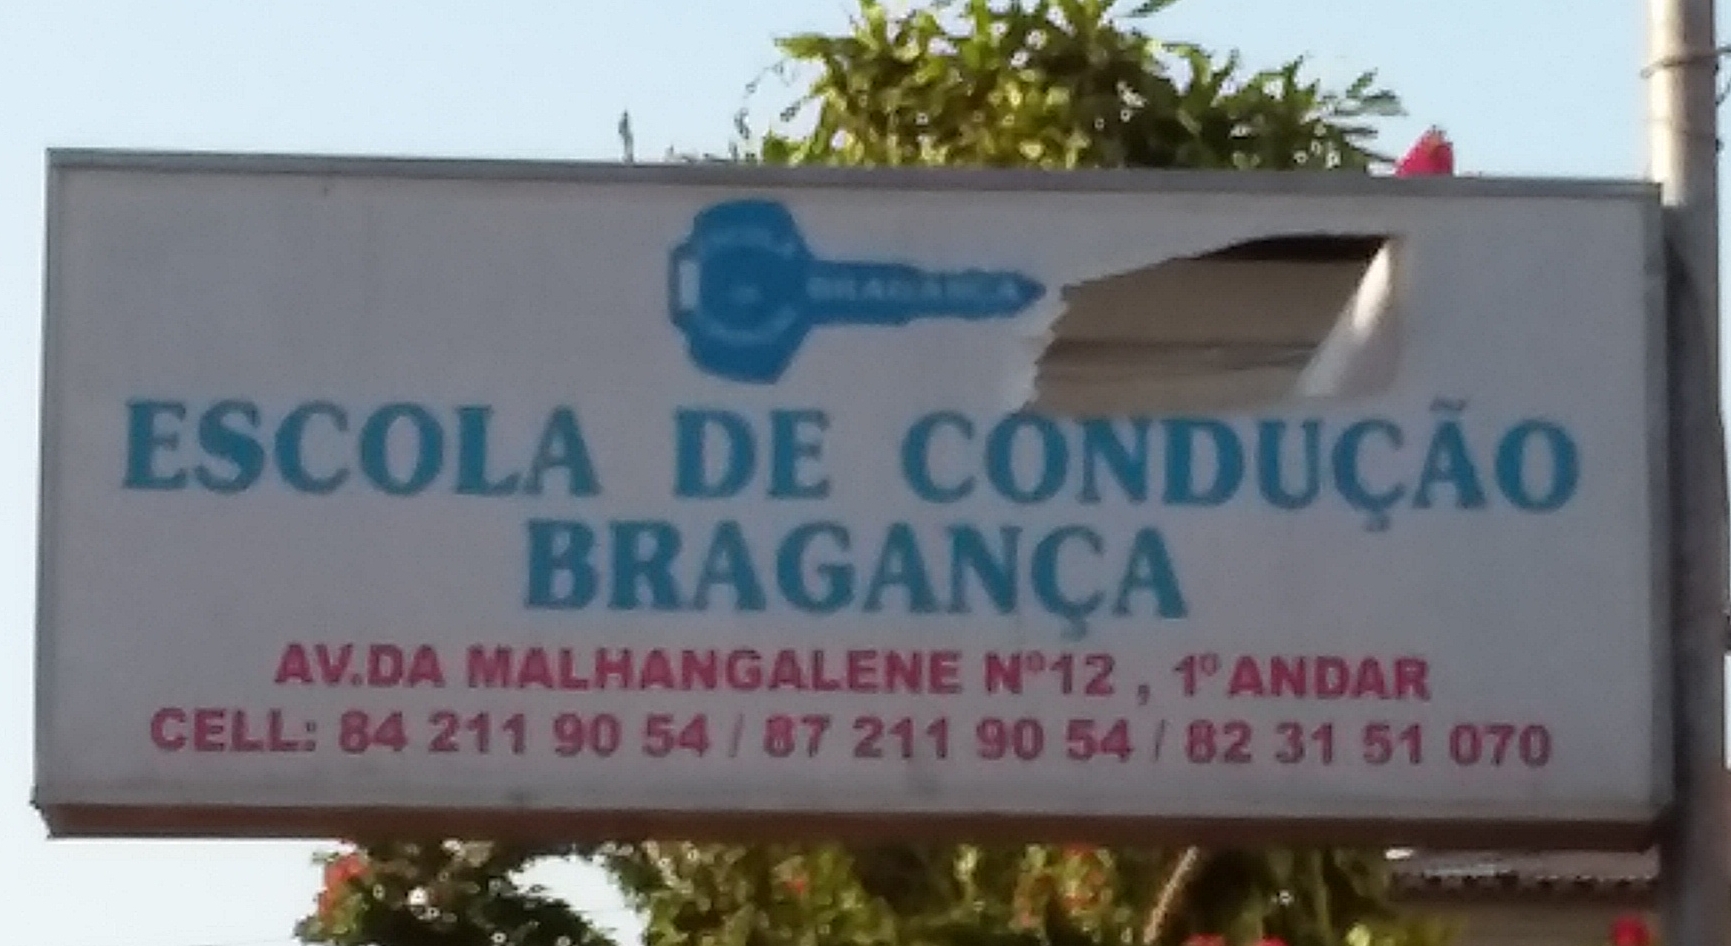 BRAGANÇA
ESCOLA DE CONDUÇÃO
BRAGANÇA
AV.DA MALHANGALENE Nº12 , 1º ANDAR
CELL: 84 211 90 54 / 87 211 90 54 / 82 31 51 070